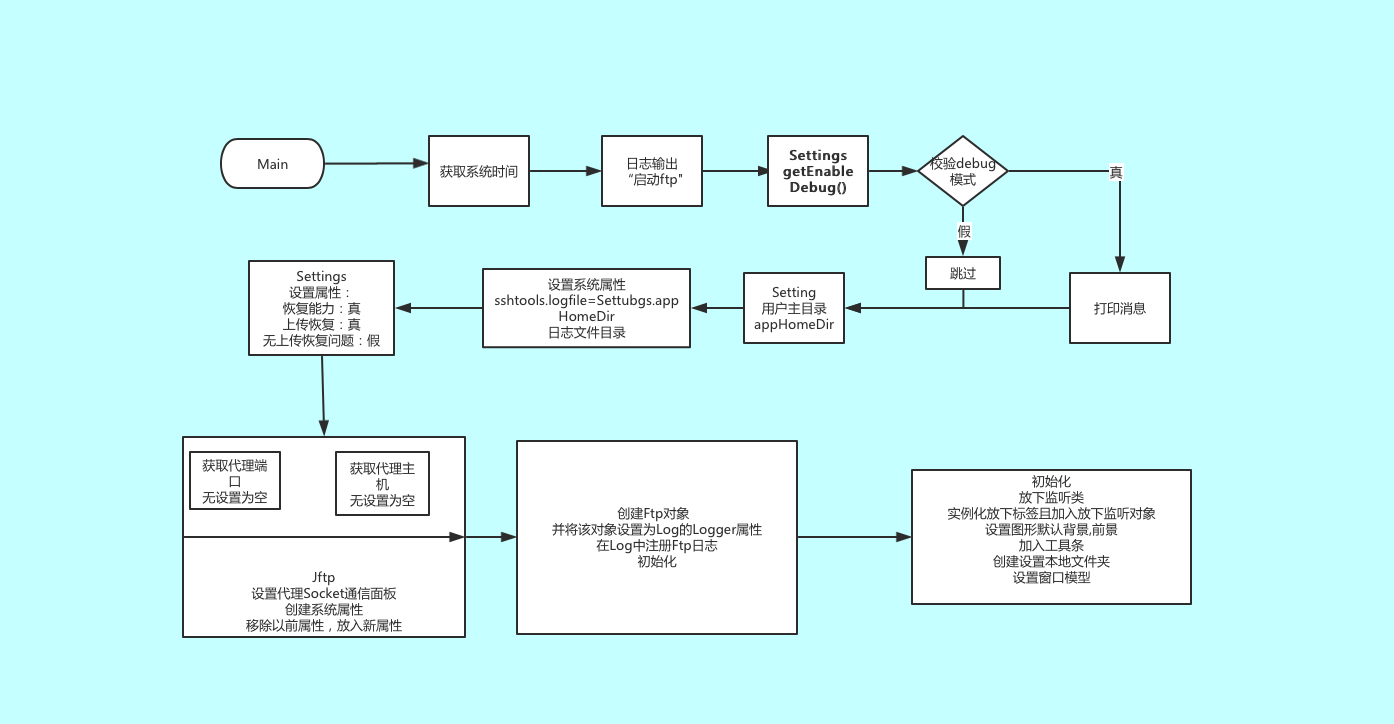 Main
获取系统时间
日志输出
“启动ftp"
Settings
getEnable
Debug()
校验debug
模式
真
假
跳过
打印消息
Setting
用户主目录
appHomeDir
设置系统属性
sshtools.logfile=Settubgs.app
HomeDir
日志文件目录
Settings
设置属性：
恢复能力：真
上传恢复：真
无上传恢复问题：假
获取代理端
口
无设置为空
获取代理主
机
无设置为空
Jftp
设置代理Socket通信面板
创建系统属性
移除以前属性，放入新属性
创建Ftp对象
并将该对象设置为Log的Logger属性
在Log中注册Ftp日志
初始化
初始化
放下监听类
实例化放下标签且加入放下监听对象
设置图形默认背景,前景
加入工具条
创建设置本地文件夹
设置窗口模型